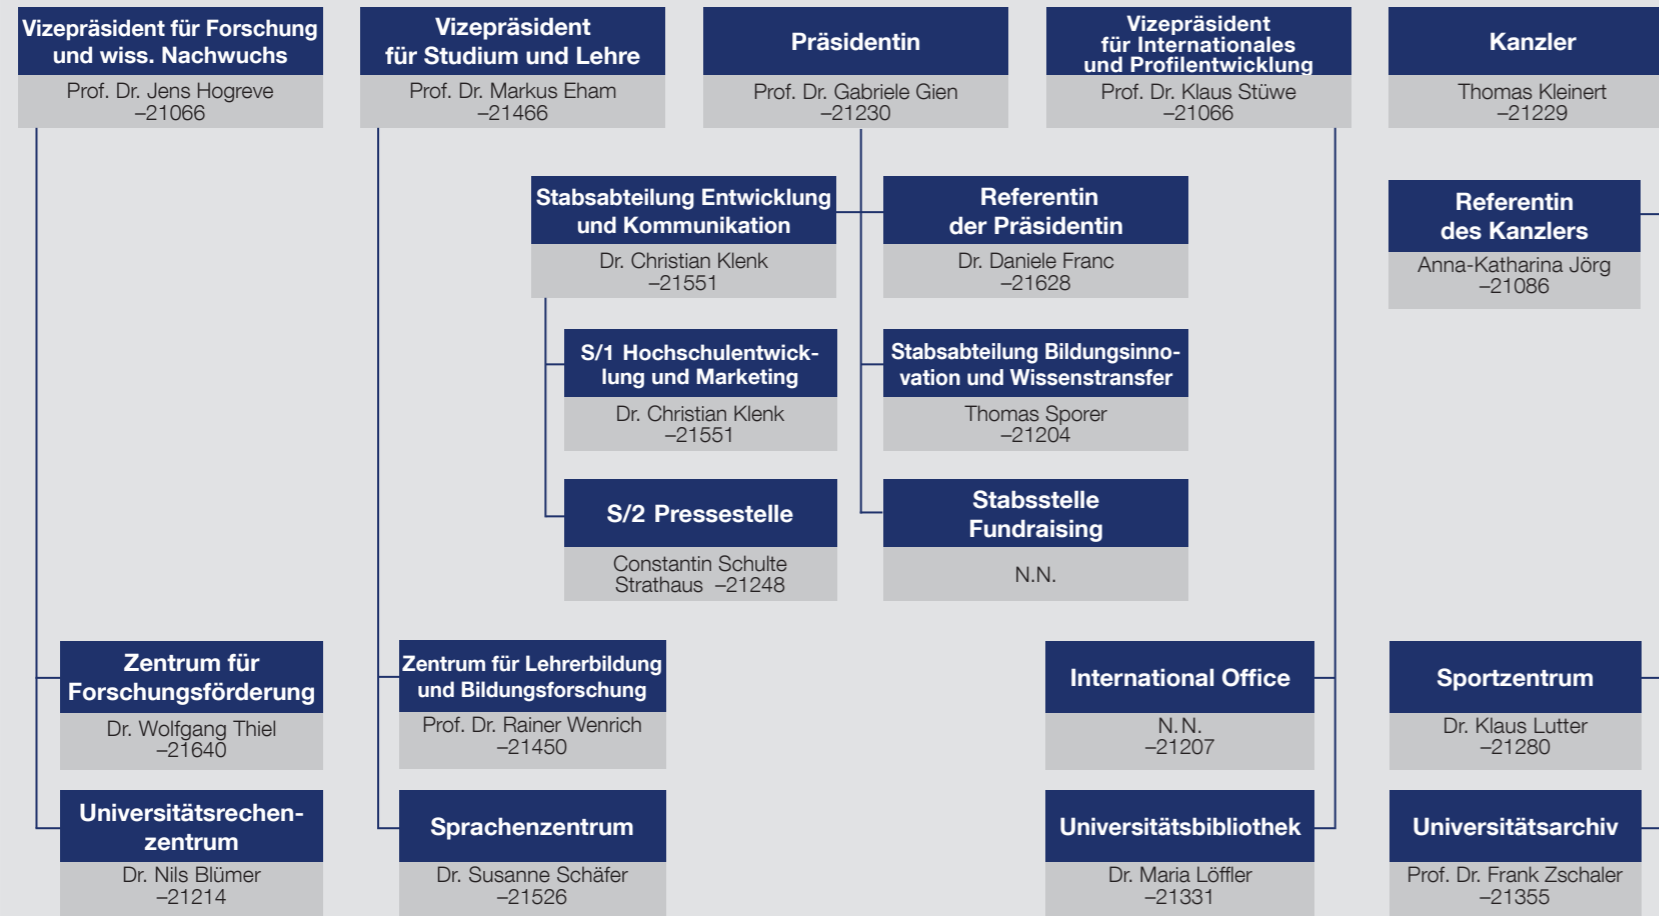 Vizepräsident für Forschung
und wiss. Nachwuchs
Prof. Dr. Jens Hogreve
–21066
Vizepräsident
für Studium und Lehre
Prof. Dr. Markus Eham
–21466
Präsidentin
Prof. Dr. Gabriele Gien
–21230
Vizepräsident
für Internationales
und Profilentwicklung
Prof. Dr. Klaus Stüwe
–21066
Kanzler
Thomas Kleinert
–21229
Stabsabteilung Entwicklung
und Kommunikation
Dr. Christian Klenk
–21551
Referentin
der Präsidentin
Dr. Daniele Franc
–21628
Referentin
des Kanzlers
Anna-Katharina Jörg
–21086
S/1 Hochschulentwick-
lung und Marketing
Dr. Christian Klenk
–21551
Stabsabteilung Bildungsinno-
vation und Wissenstransfer
Thomas Sporer
–21204
S/2 Pressestelle
Constantin Schulte
Strathaus –21248
Stabsstelle
Fundraising
N.N.
Zentrum für
Forschungsförderung
Dr. Wolfgang Thiel
–21640
Zentrum für Lehrerbildung
und Bildungsforschung
Prof. Dr. Rainer Wenrich
–21450
International Office
N.N.
–21207
Sportzentrum
Dr. Klaus Lutter
–21280
Universitätsrechen-
zentrum
Dr. Nils Blümer
–21214
Sprachenzentrum
Dr. Susanne Schäfer
–21526
Universitätsbibliothek
Dr. Maria Löffler
–21331
Universitätsarchiv
Prof. Dr. Frank Zschaler
–21355